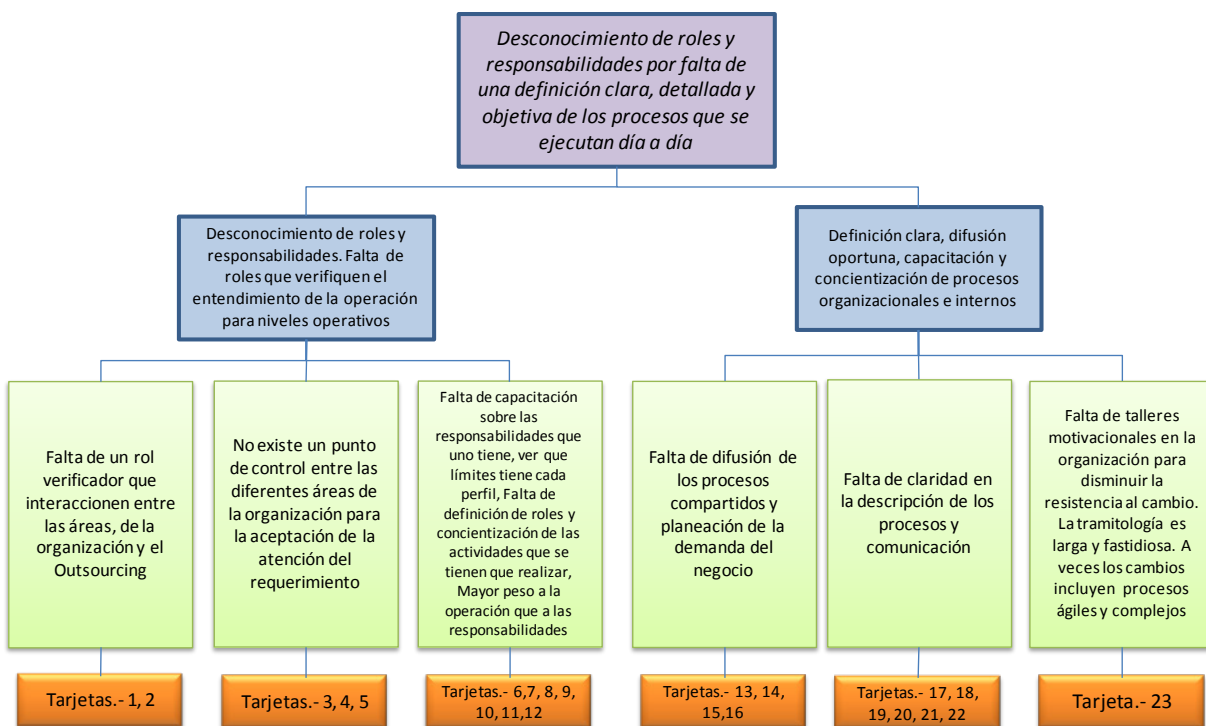 Desconocimiento de roles y
responsabilidades por falta de
una definición clara, detallada y
objetiva de los procesos que se
ejecutan día a día
Desconocimiento de roles y
responsabilidades. Falta de
roles que verifiquen el
entendimiento de la operación
para niveles operativos
Definición clara, difusión
oportuna, capacitación y
concientización de procesos
organizacionales e internos
Falta de un rol
verificador que
interaccionen entre
las áreas, de la
organización y el
Outsourcing
No existe un punto
de control entre las
diferentes áreas de
la organización para
la aceptación de la
atención del
requerimiento
Falta de capacitación
sobre las
responsabilidades que
uno tiene, ver que
límites tiene cada
perfil, Falta de
definición de roles y
concientización de las
actividades que se
tienen que realizar,
Mayor peso a la
operación que a las
responsabilidades
Falta de difusión de
los procesos
compartidos y
planeación de la
demanda del
negocio
Falta de claridad en
la descripción de los
procesos y
comunicación
Falta de talleres
motivacionales en la
organización para
disminuir la
resistencia al cambio.
La tramitología es
larga y fastidiosa. A
veces los cambios
incluyen procesos
ágiles y complejos
Tarjetas.- 1, 2
Tarjetas.- 3, 4, 5
Tarjetas.- 6,7, 8, 9,
10, 11,12
Tarjetas.- 13, 14,
15,16
Tarjetas.- 17, 18,
19, 20, 21, 22
Tarjeta.- 23